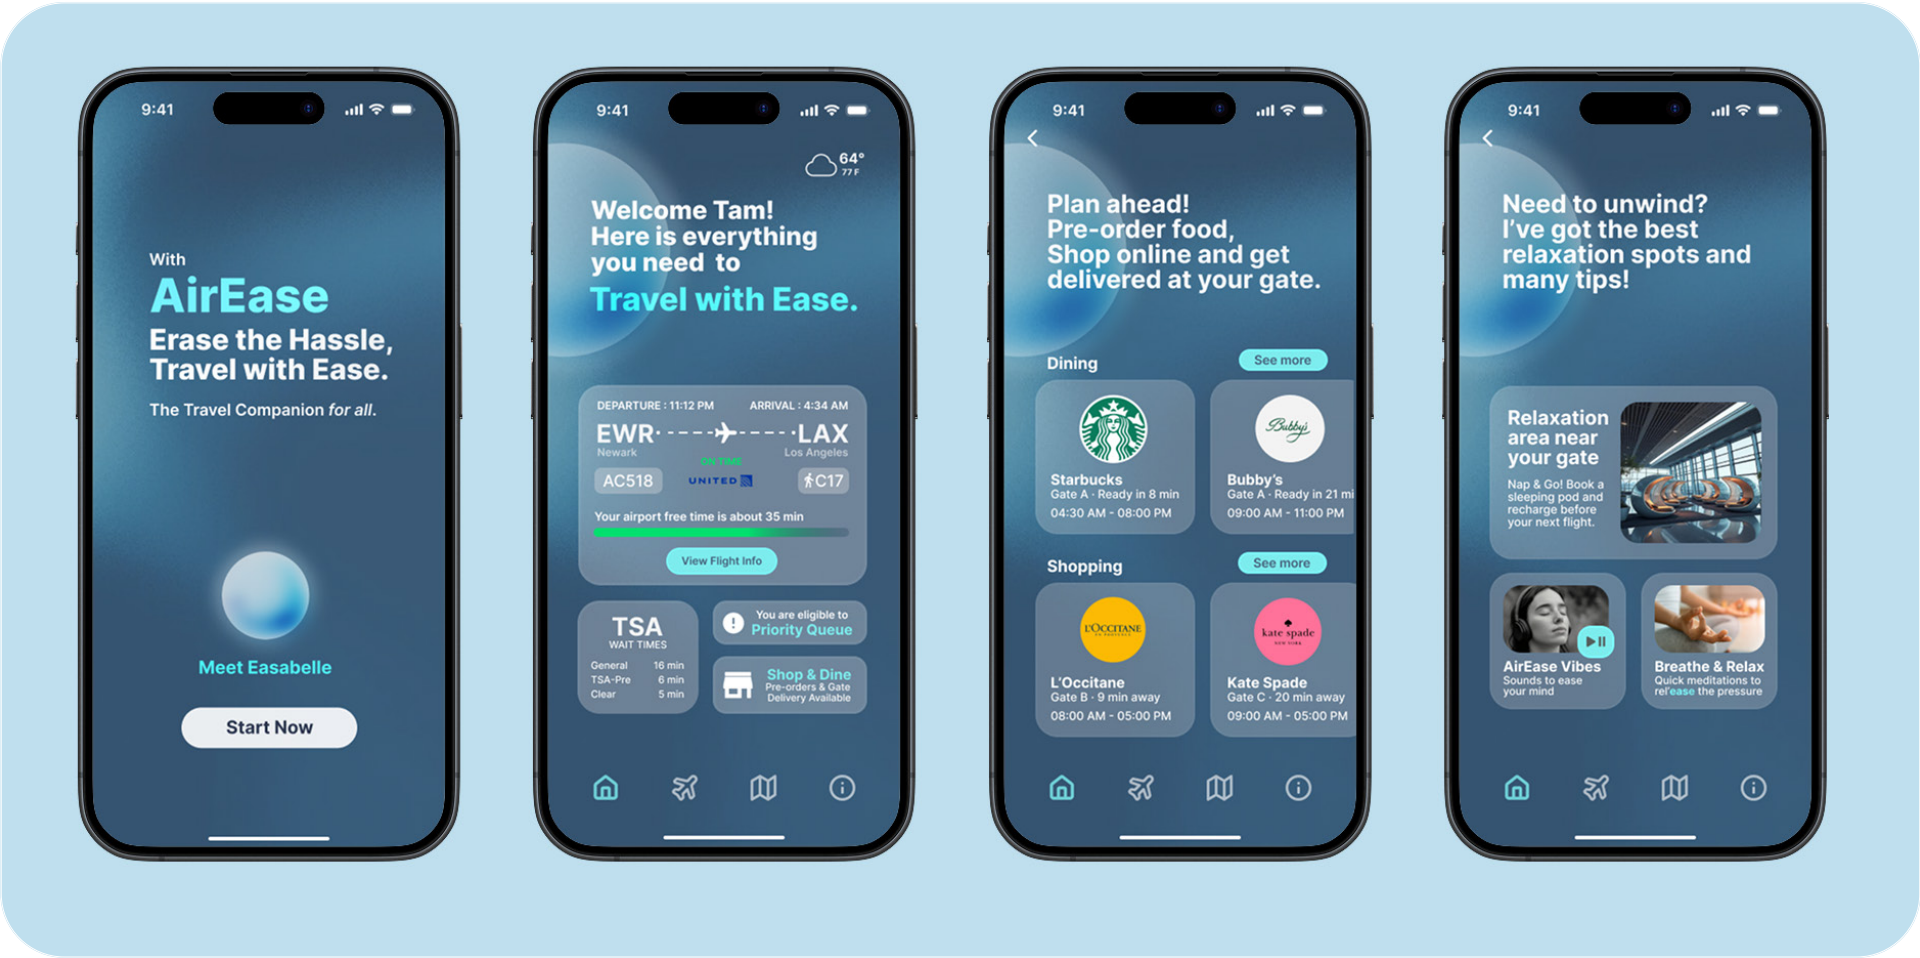 9:41
With
AirEase
Erase the Hassle,
Travel with Ease.
The Travel Companion for all.
Meet Easabelle
Start Now
9:41
64°
77 F
Welcome Tam!
Here is everything
you need to
Travel with Ease.
DEPARTURE : 11:12 PM
ARRIVAL : 4:34 AM
EWR
LAX
Newark
Los Angeles
ON TIME
AC518
UNITED
C17
Your airport free time is about 35 min
View Flight Info
TSA
WAIT TIMES
General 16 min
TSA-Pre 6 min
Clear 5 min
You are eligible to
Priority Queue
Shop & Dine
Pre-orders & Gate
Delivery Available
9:41
Plan ahead!
Pre-order food,
Shop online and get
delivered at your gate.
Dining
See more
Starbucks
Gate A · Ready in 8 min
04:30 AM - 08:00 PM
Bubby's
Bubby's
Gate A · Ready in 21 mi
09:00 AM - 11:00 PM
Shopping
See more
L'OCCITANE
EN PROVENCE
L'Occitane
Gate B · 9 min away
08:00 AM - 05:00 PM
kate spade
NEW YORK
Kate Spade
Gate C · 20 min away
09:00 AM - 05:00 PM
9:41
Need to unwind?
I've got the best
relaxation spots and
many tips!
Relaxation
area near
your gate
Nap & Go! Book a
sleeping pod and
recharge before
your next flight.
AirEase Vibes
Sounds to ease
your mind
Breathe & Relax
Quick meditations to
rel'ease the pressure